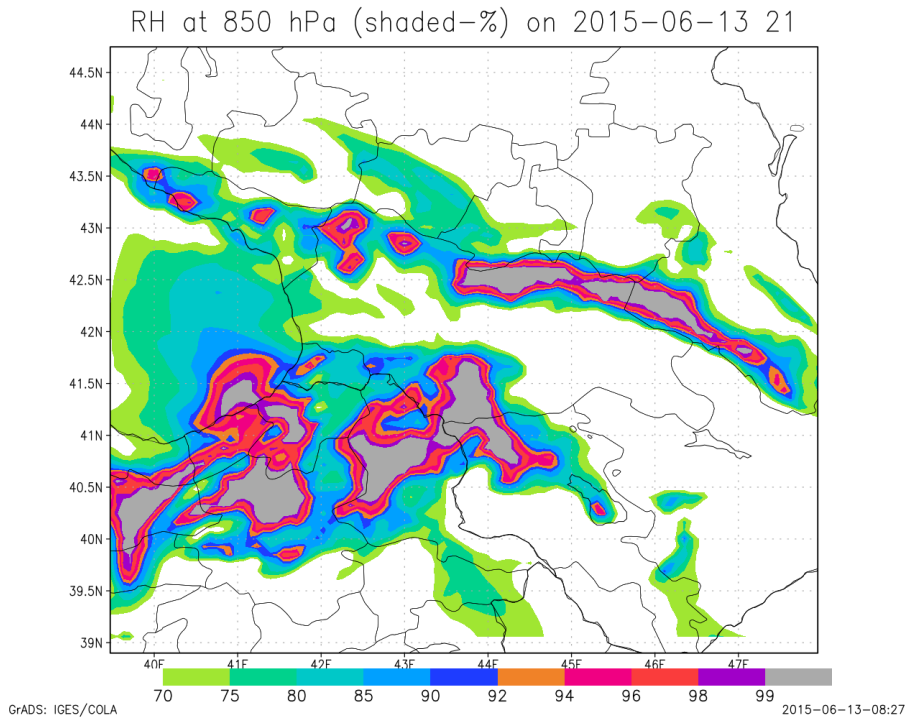 RH at 850 hPa (shaded-%) on 2015-06-13 21
44.5N
44N
43.5N
43N
42.5N
42N
41.5N
41N
40.5N
40N
39.5N
39N
40E 41E 42E 43E 44E 45E 46E 47E
70 75 80 85 90 92 94 96 98 99
GrADS: IGES/COLA 2015-06-13-08:27